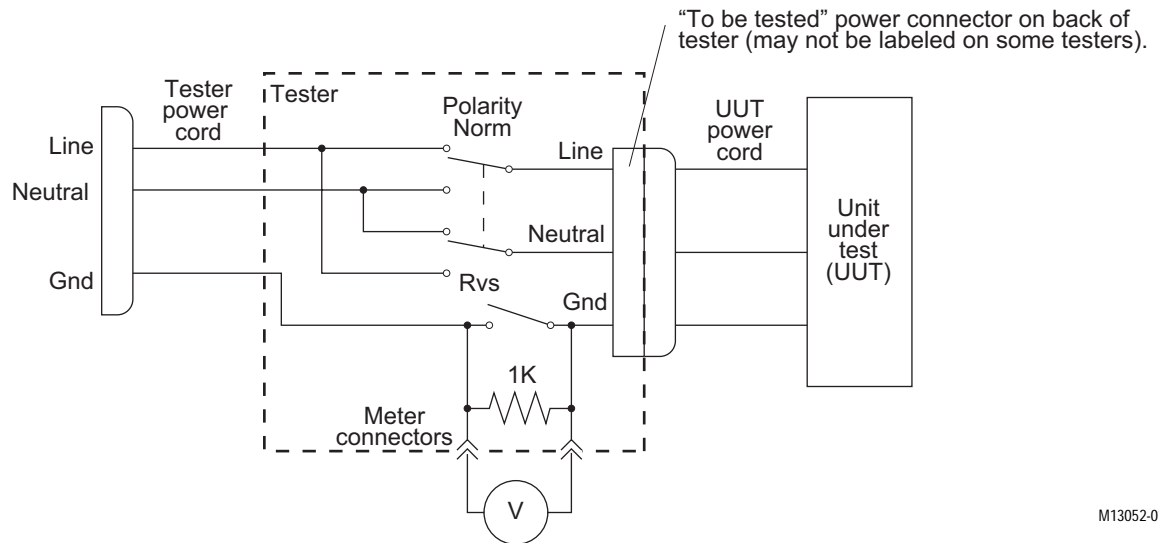 “To be tested” power connector on back of
tester (may not be labeled on some testers).
Tester
power
cord
Tester
Polarity
Norm
UUT
power
cord
Line
Line
Neutral
Neutral
Unit
under
test
(UUT)
Gnd
Rvs
Gnd
1K
Meter
connectors
V
M13052-0